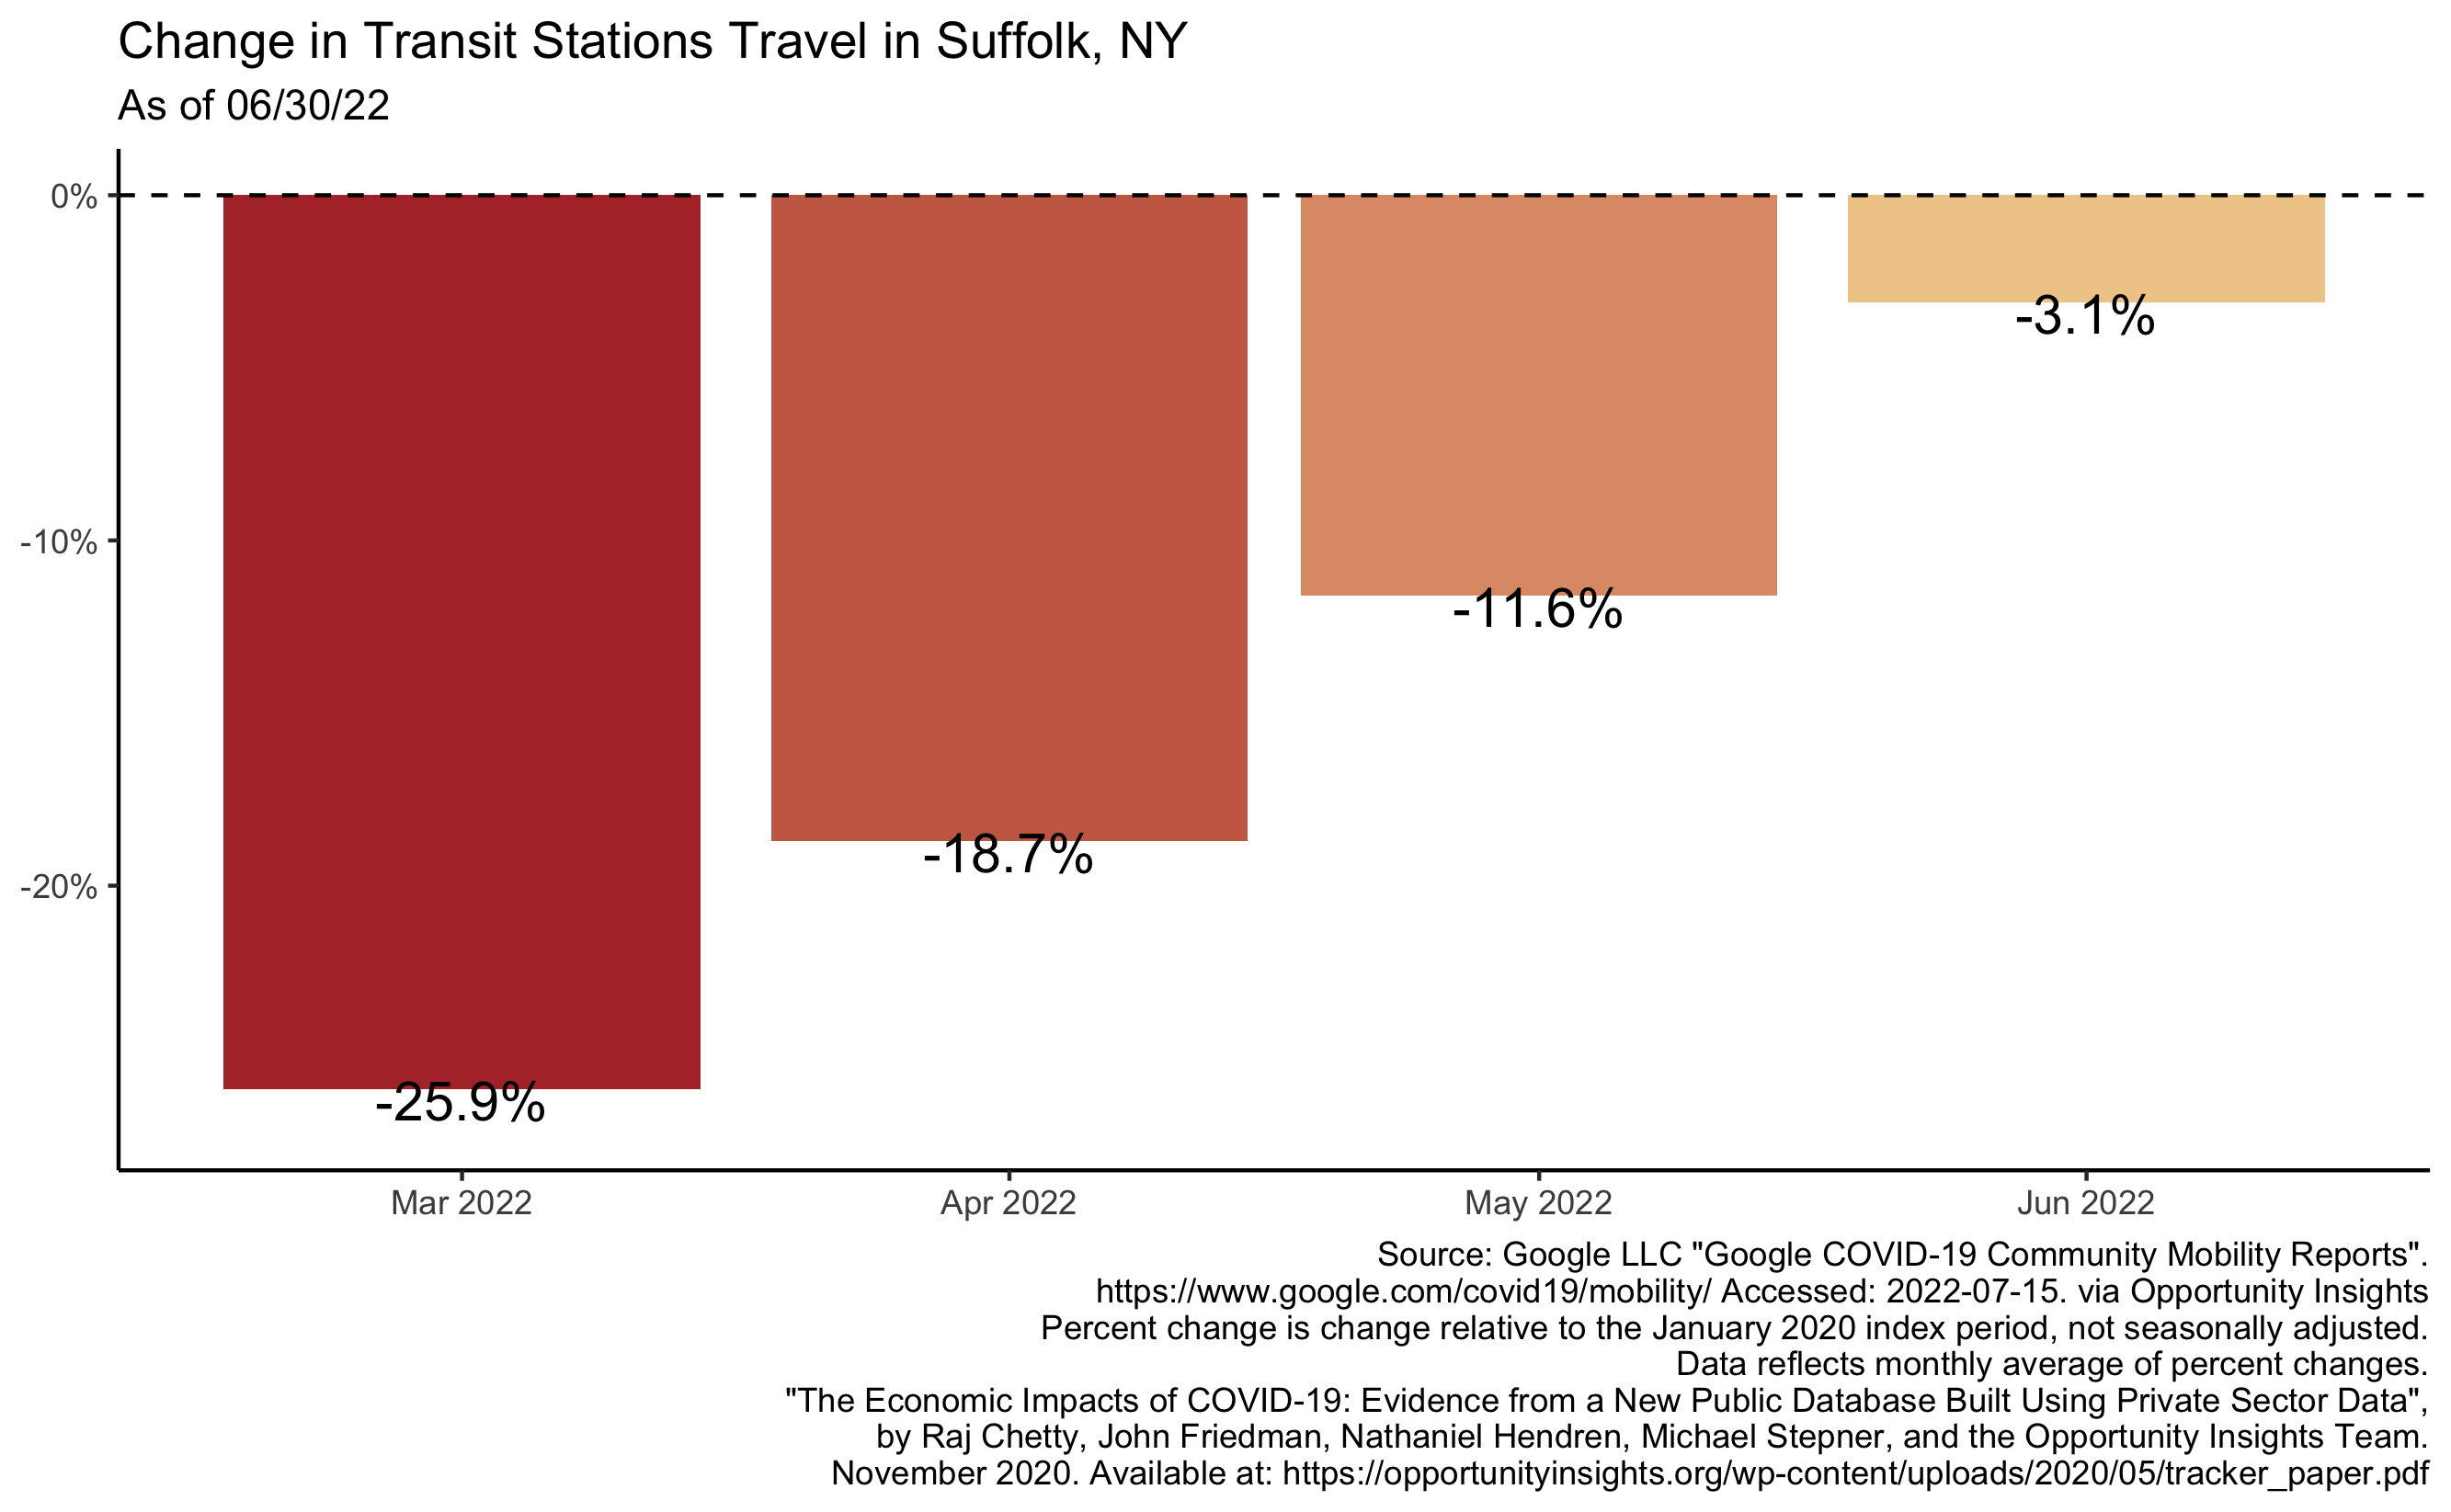 Change in Transit Stations Travel in Suffolk, NY
As of 06/30/22
0%
-10%
-20%
-25.9%
-18.7%
-11.6%
-3.1%
Mar 2022
Apr 2022
May 2022
Jun 2022
Source: Google LLC "Google COVID-19 Community Mobility Reports".
https://www.google.com/covid19/mobility/ Accessed: 2022-07-15. via Opportunity Insights
Percent change is change relative to the January 2020 index period, not seasonally adjusted.
Data reflects monthly average of percent changes.
"The Economic Impacts of COVID-19: Evidence from a New Public Database Built Using Private Sector Data",
by Raj Chetty, John Friedman, Nathaniel Hendren, Michael Stepner, and the Opportunity Insights Team.
November 2020. Available at: https://opportunityinsights.org/wp-content/uploads/2020/05/tracker_paper.pdf